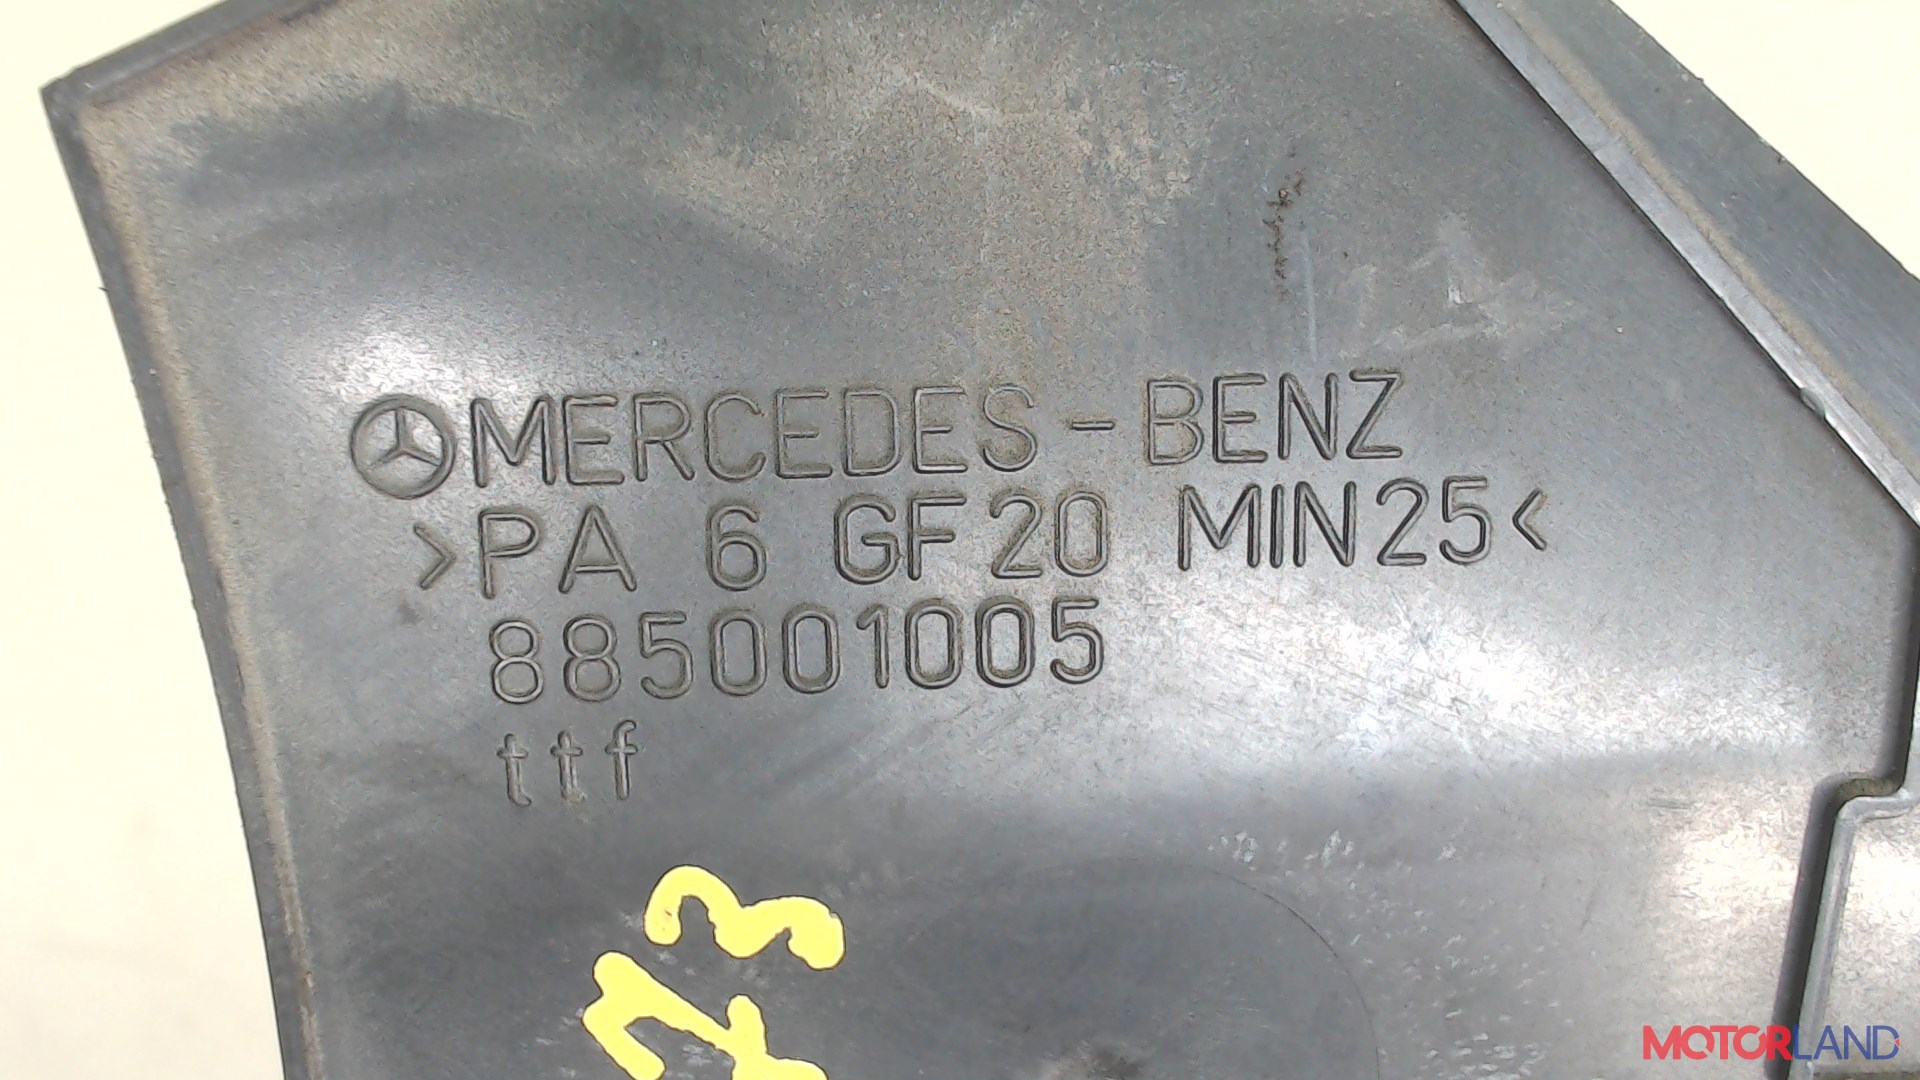 MERCEDES-BENZ
>PA 6 GF20 MIN25<
885001005
ttf
MOTORLAND